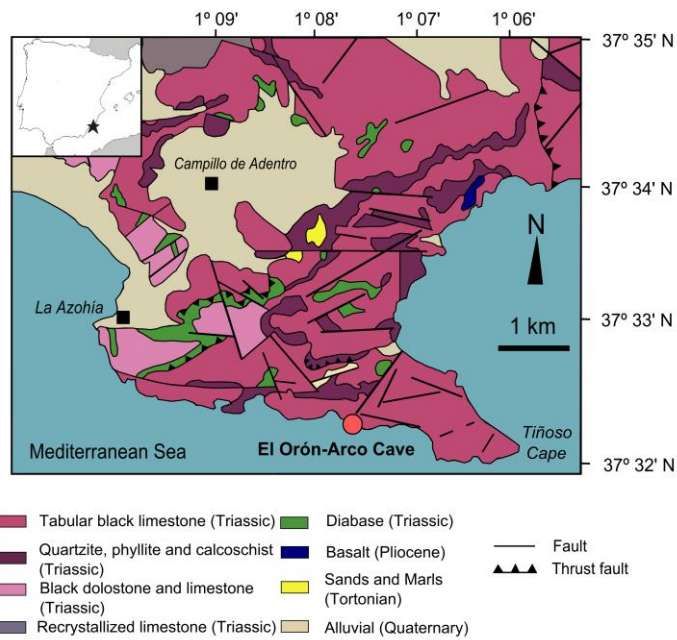 1º 09' 1º 08' 1º 07' 1º 06'
37º 35' N
Campillo de Adentro
37º 34' N
N
La Azohía
37º 33' N
1 km
Mediterranean Sea
El Orón-Arco Cave
Tiñoso
Cape
37º 32' N
Tabular black limestone (Triassic)
Quartzite, phyllite and calcoschist
(Triassic)
Black dolostone and limestone
(Triassic)
Recrystallized limestone (Triassic)
Diabase (Triassic)
Basalt (Pliocene)
Sands and Marls
(Tortonian)
Alluvial (Quaternary)
Fault
Thrust fault